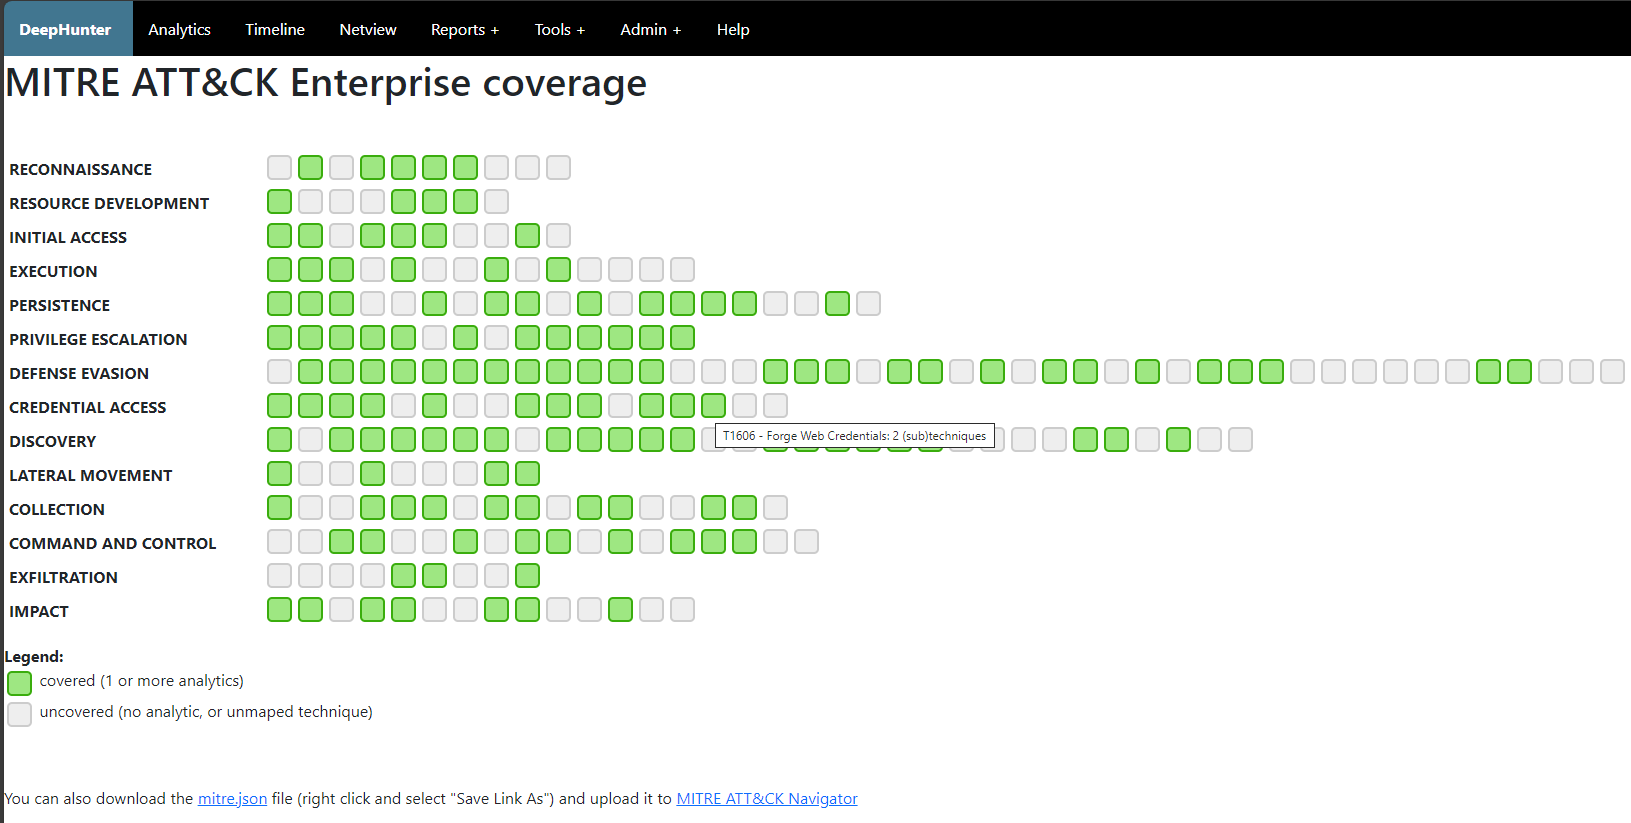 DeepHunter Analytics Timeline Netview Reports + Tools + Admin + Help
MITRE ATT&CK Enterprise coverage
RECONNAISSANCE
RESOURCE DEVELOPMENT
INITIAL ACCESS
EXECUTION
PERSISTENCE
PRIVILEGE ESCALATION
DEFENSE EVASION
CREDENTIAL ACCESS
T1606 - Forge Web Credentials: 2 (sub)techniques
DISCOVERY
LATERAL MOVEMENT
COLLECTION
COMMAND AND CONTROL
EXFILTRATION
IMPACT
Legend:
covered (1 or more analytics)
uncovered (no analytic, or unmaped technique)
You can also download the mitre.json file (right click and select "Save Link As") and upload it to MITRE ATT&CK Navigator